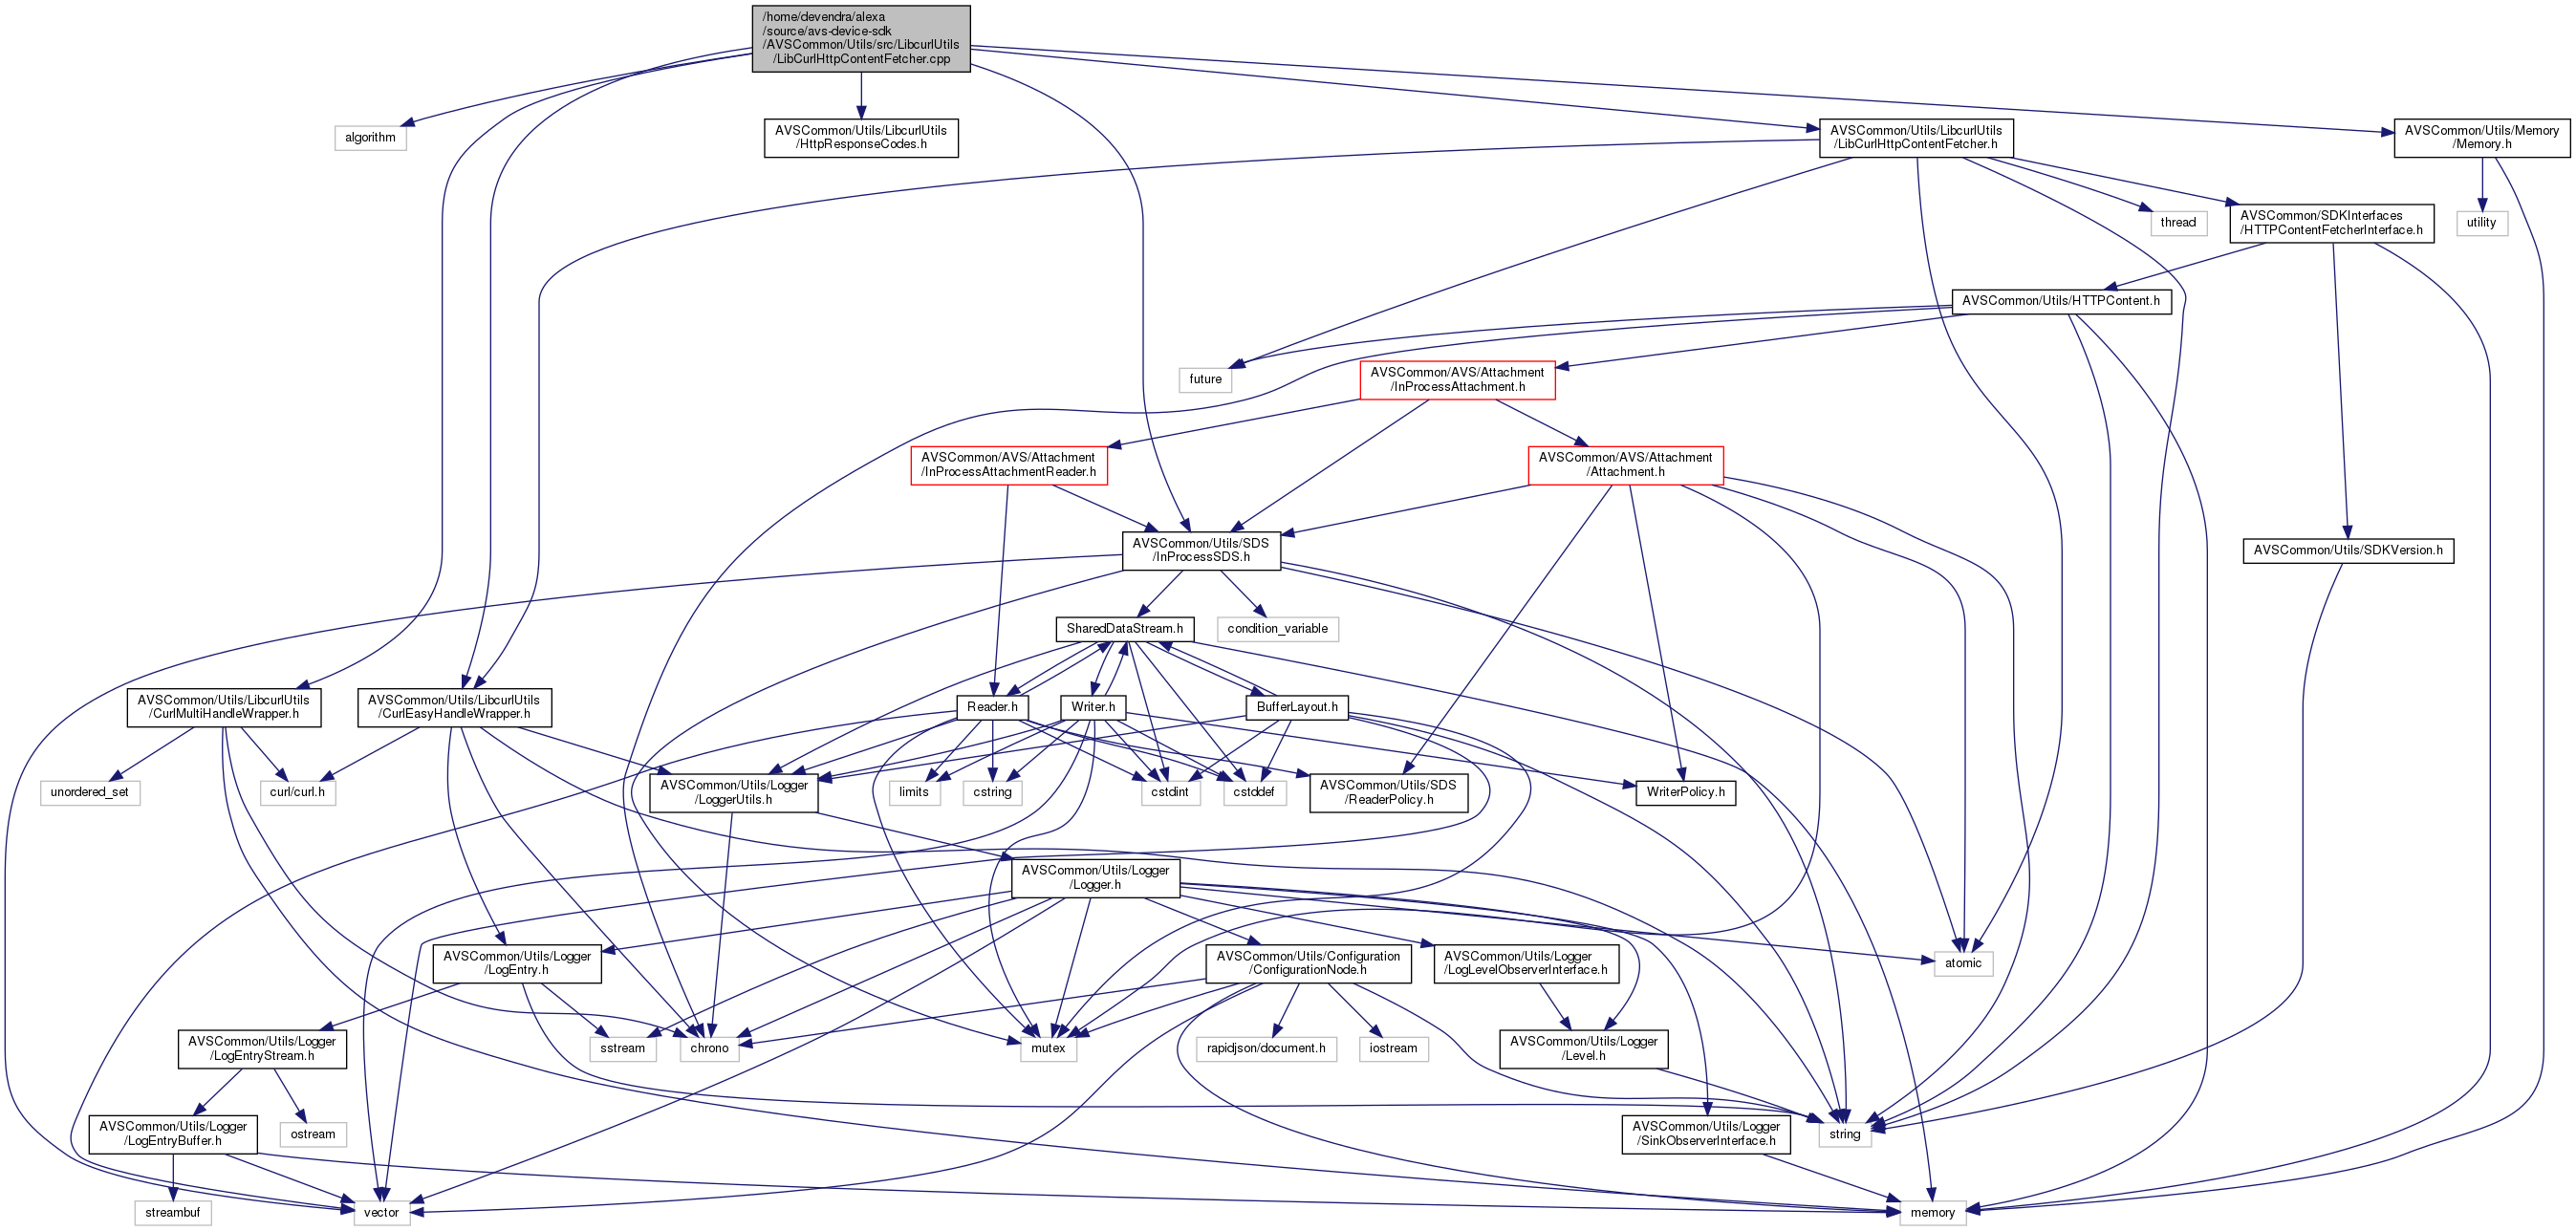 /home/devendra/alexa
/source/avs-device-sdk
/AVSCommon/Utils/src/LibcurlUtils
/LibCurlHttpContentFetcher.cpp
algorithm
AVSCommon/Utils/LibcurlUtils
/HttpResponseCodes.h
AVSCommon/Utils/LibcurlUtils
/LibCurlHttpContentFetcher.h
AVSCommon/Utils/Memory
/Memory.h
thread
AVSCommon/SDKInterfaces
/HTTPContentFetcherInterface.h
utility
AVSCommon/Utils/HTTPContent.h
future
AVSCommon/AVS/Attachment
/InProcessAttachment.h
AVSCommon/AVS/Attachment
/InProcessAttachmentReader.h
AVSCommon/AVS/Attachment
/Attachment.h
AVSCommon/Utils/SDS
/InProcessSDS.h
AVSCommon/Utils/SDKVersion.h
SharedDataStream.h
condition_variable
AVSCommon/Utils/LibcurlUtils
/CurlMultiHandleWrapper.h
AVSCommon/Utils/LibcurlUtils
/CurlEasyHandleWrapper.h
Reader.h
Writer.h
BufferLayout.h
unordered_set
curl/curl.h
AVSCommon/Utils/Logger
/LoggerUtils.h
limits
cstring
cstdint
cstddef
AVSCommon/Utils/SDS
/ReaderPolicy.h
WriterPolicy.h
AVSCommon/Utils/Logger
/Logger.h
AVSCommon/Utils/Logger
/LogEntry.h
AVSCommon/Utils/Configuration
/ConfigurationNode.h
AVSCommon/Utils/Logger
/LogLevelObserverInterface.h
atomic
AVSCommon/Utils/Logger
/LogEntryStream.h
sstream
chrono
mutex
rapidjson/document.h
iostream
AVSCommon/Utils/Logger
/Level.h
AVSCommon/Utils/Logger
/LogEntryBuffer.h
ostream
AVSCommon/Utils/Logger
/SinkObserverInterface.h
string
streambuf
vector
memory